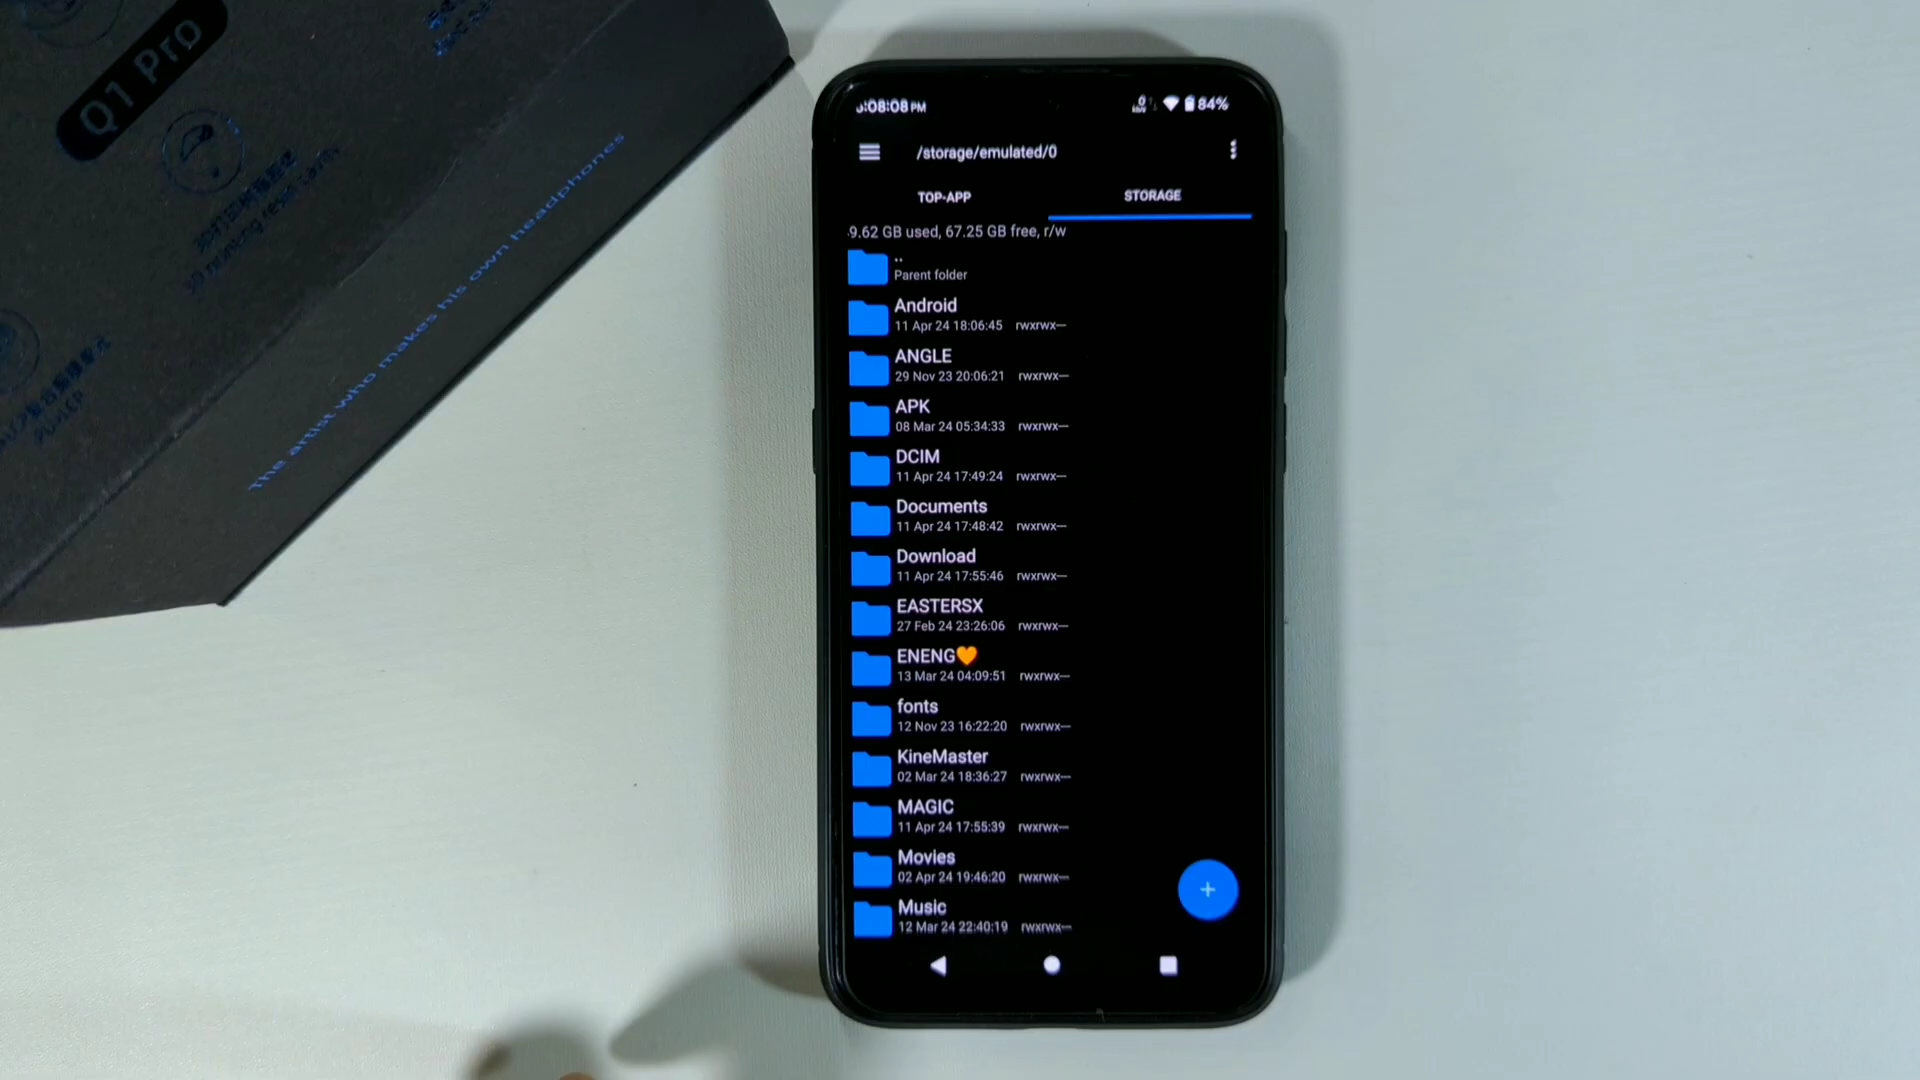 Q1 Pro
3D printing resin cavity
The artist who makes his own headphones
:08:08 PM
84%
/storage/emulated/0
TOP-APP
STORAGE
9.62 GB used, 67.25 GB free, r/w
..
Parent folder
Android
11 Apr 24 18:06:45 rwxrwx---
ANGLE
29 Nov 23 20:06:21 rwxrwx---
APK
08 Mar 24 05:34:33 rwxrwx---
DCIM
11 Apr 24 17:49:24 rwxrwx---
Documents
11 Apr 24 17:48:42 rwxrwx---
Download
11 Apr 24 17:55:46 rwxrwx---
EASTERSX
27 Feb 24 23:26:06 rwxrwx---
ENENG🧡
13 Mar 24 04:09:51 rwxrwx---
fonts
12 Nov 23 16:22:20 rwxrwx---
KineMaster
02 Mar 24 18:36:27 rwxrwx---
MAGIC
11 Apr 24 17:55:39 rwxrwx---
Movies
02 Apr 24 19:46:20 rwxrwx---
Music
12 Mar 24 22:40:19 rwxrwx---